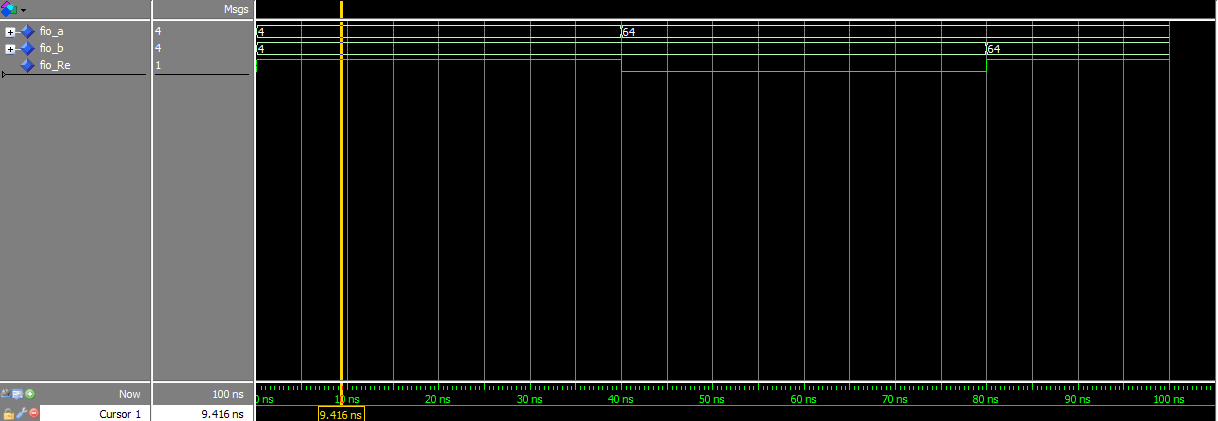 Msgs
fio_a 4 4 64
fio_b 4 4 64
fio_Re 1
Now 100 ns 0 ns 10 ns 20 ns 30 ns 40 ns 50 ns 60 ns 70 ns 80 ns 90 ns 100 ns
Cursor 1 9.416 ns 9.416 ns